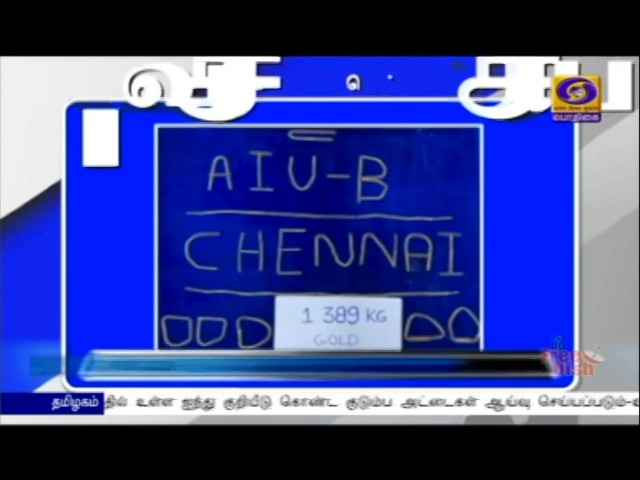 பொதிகை
AIU-B
CHENNAI
1 389 KG
GOLD
தமிழகம்
தில் உள்ள ஐந்து குறியீடு கொண்ட குடும்ப அட்டைகள் ஆய்வு செய்யப்படும்-